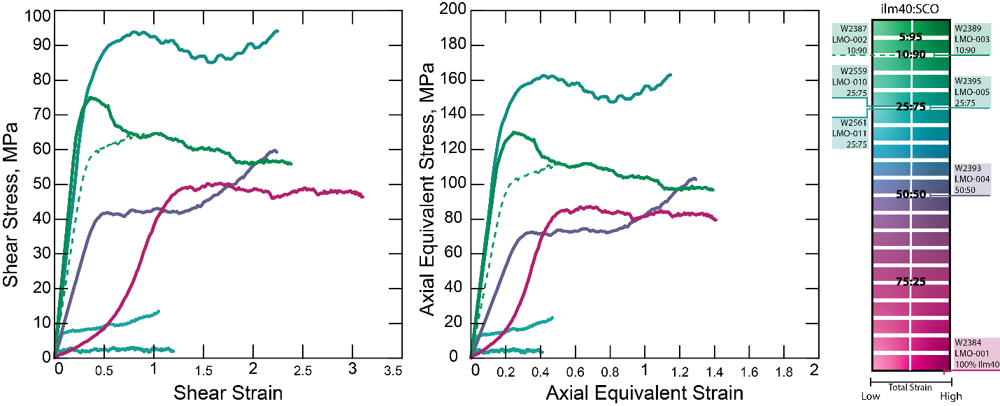 100
90
80
70
60
50
40
30
20
10
0
Shear Stress, MPa
0
0.5
1
1.5
2
2.5
3
3.5
Shear Strain
200
180
160
140
120
100
80
60
40
20
0
Axial Equivalent Stress, MPa
0
0.2
0.4
0.6
0.8
1
1.2
1.4
1.6
1.8
2
Axial Equivalent Strain
ilm40:SCO
W2387
LMO-002
10:90
W2559
LMO-010
25:75
W2561
LMO-011
25:75
5:95
10:90
25:75
50:50
75:25
W2389
LMO-003
10:90
W2395
LMO-005
25:75
W2393
LMO-004
50:50
W2384
LMO-001
100% Ilm40
Total Strain
Low
High